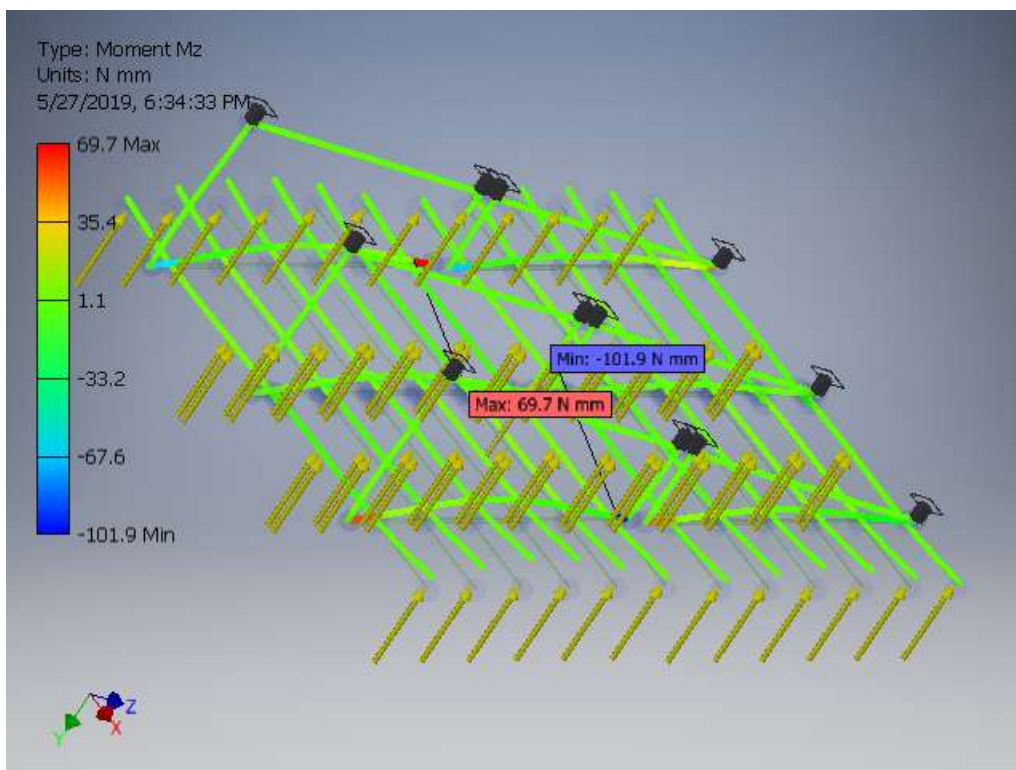 Type: Moment Mz
Units: N mm
5/27/2019, 6:34:33 PM
69.7 Max
35.4
1.1
-33.2
-67.6
-101.9 Min
Min: -101.9 N mm
Max: 69.7 N mm
Z
X
Y